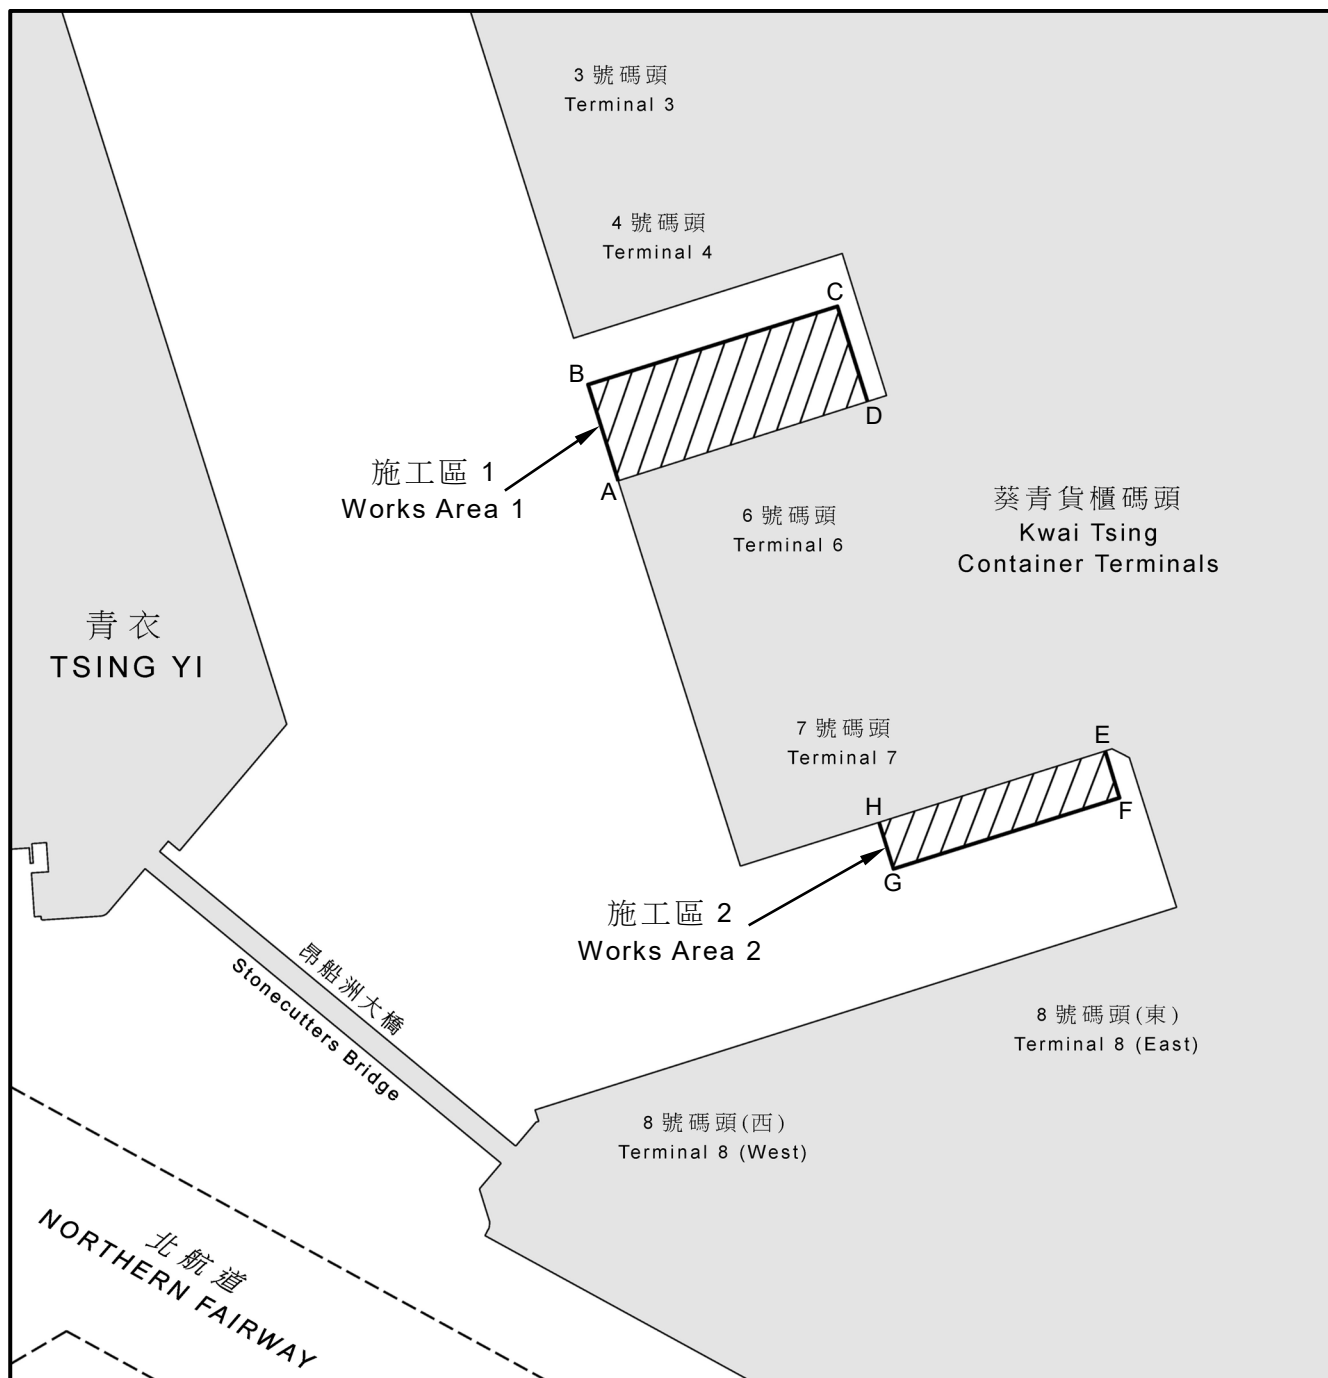 3 號碼頭
Terminal 3
4 號碼頭
Terminal 4
C
B
D
施工區 1
Works Area 1
A
6 號碼頭
Terminal 6
葵青貨櫃碼頭
Kwai Tsing
Container Terminals
青衣
TSING YI
7 號碼頭
Terminal 7
E
H
F
G
施工區 2
Works Area 2
昂船洲大橋
Stonecutters Bridge
8 號碼頭(東)
Terminal 8 (East)
8 號碼頭(西)
Terminal 8 (West)
北航道
NORTHERN FAIRWAY